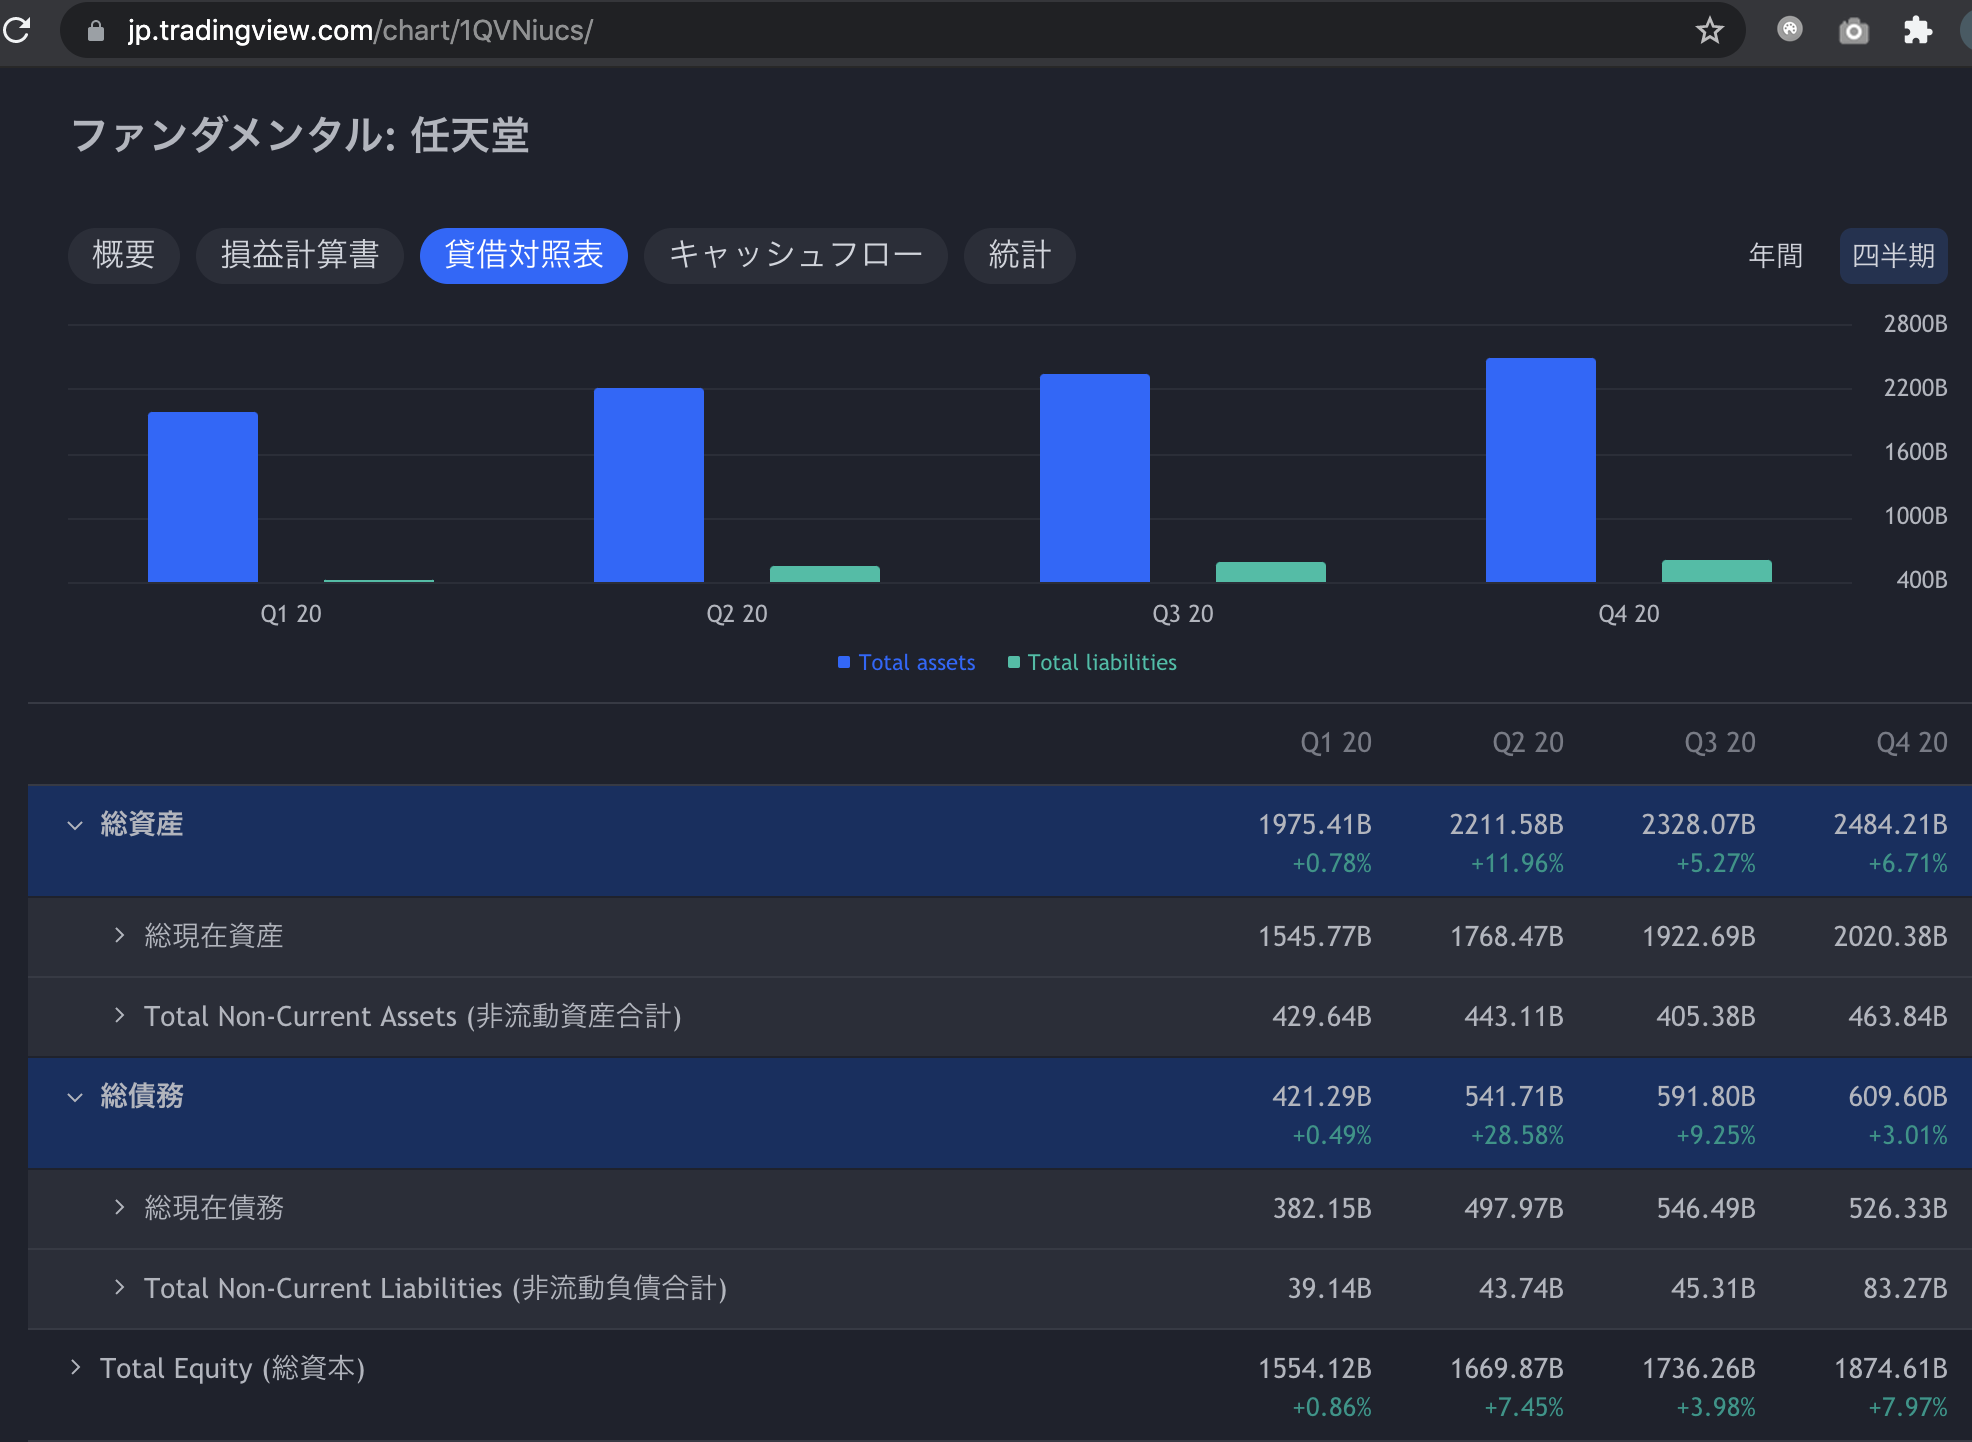 jp.tradingview.com/chart/1QVNiucs/
ファンダメンタル: 任天堂
概要 損益計算書 貸借対照表 キャッシュフロー 統計 年間 四半期
2800B
2200B
1600B
1000B
400B
Q1 20 Q2 20 Q3 20 Q4 20
Total assets Total liabilities
Q1 20 Q2 20 Q3 20 Q4 20
総資産 1975.41B 2211.58B 2328.07B 2484.21B
+0.78% +11.96% +5.27% +6.71%
総現在資産 1545.77B 1768.47B 1922.69B 2020.38B
Total Non-Current Assets (非流動資産合計) 429.64B 443.11B 405.38B 463.84B
総債務 421.29B 541.71B 591.80B 609.60B
+0.49% +28.58% +9.25% +3.01%
総現在債務 382.15B 497.97B 546.49B 526.33B
Total Non-Current Liabilities (非流動負債合計) 39.14B 43.74B 45.31B 83.27B
Total Equity (総資本) 1554.12B 1669.87B 1736.26B 1874.61B
+0.86% +7.45% +3.98% +7.97%